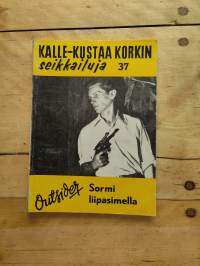 KALLE-KUSTAA KORKIN
seikkailuja 37
Outsider
Sormi
liipasimella